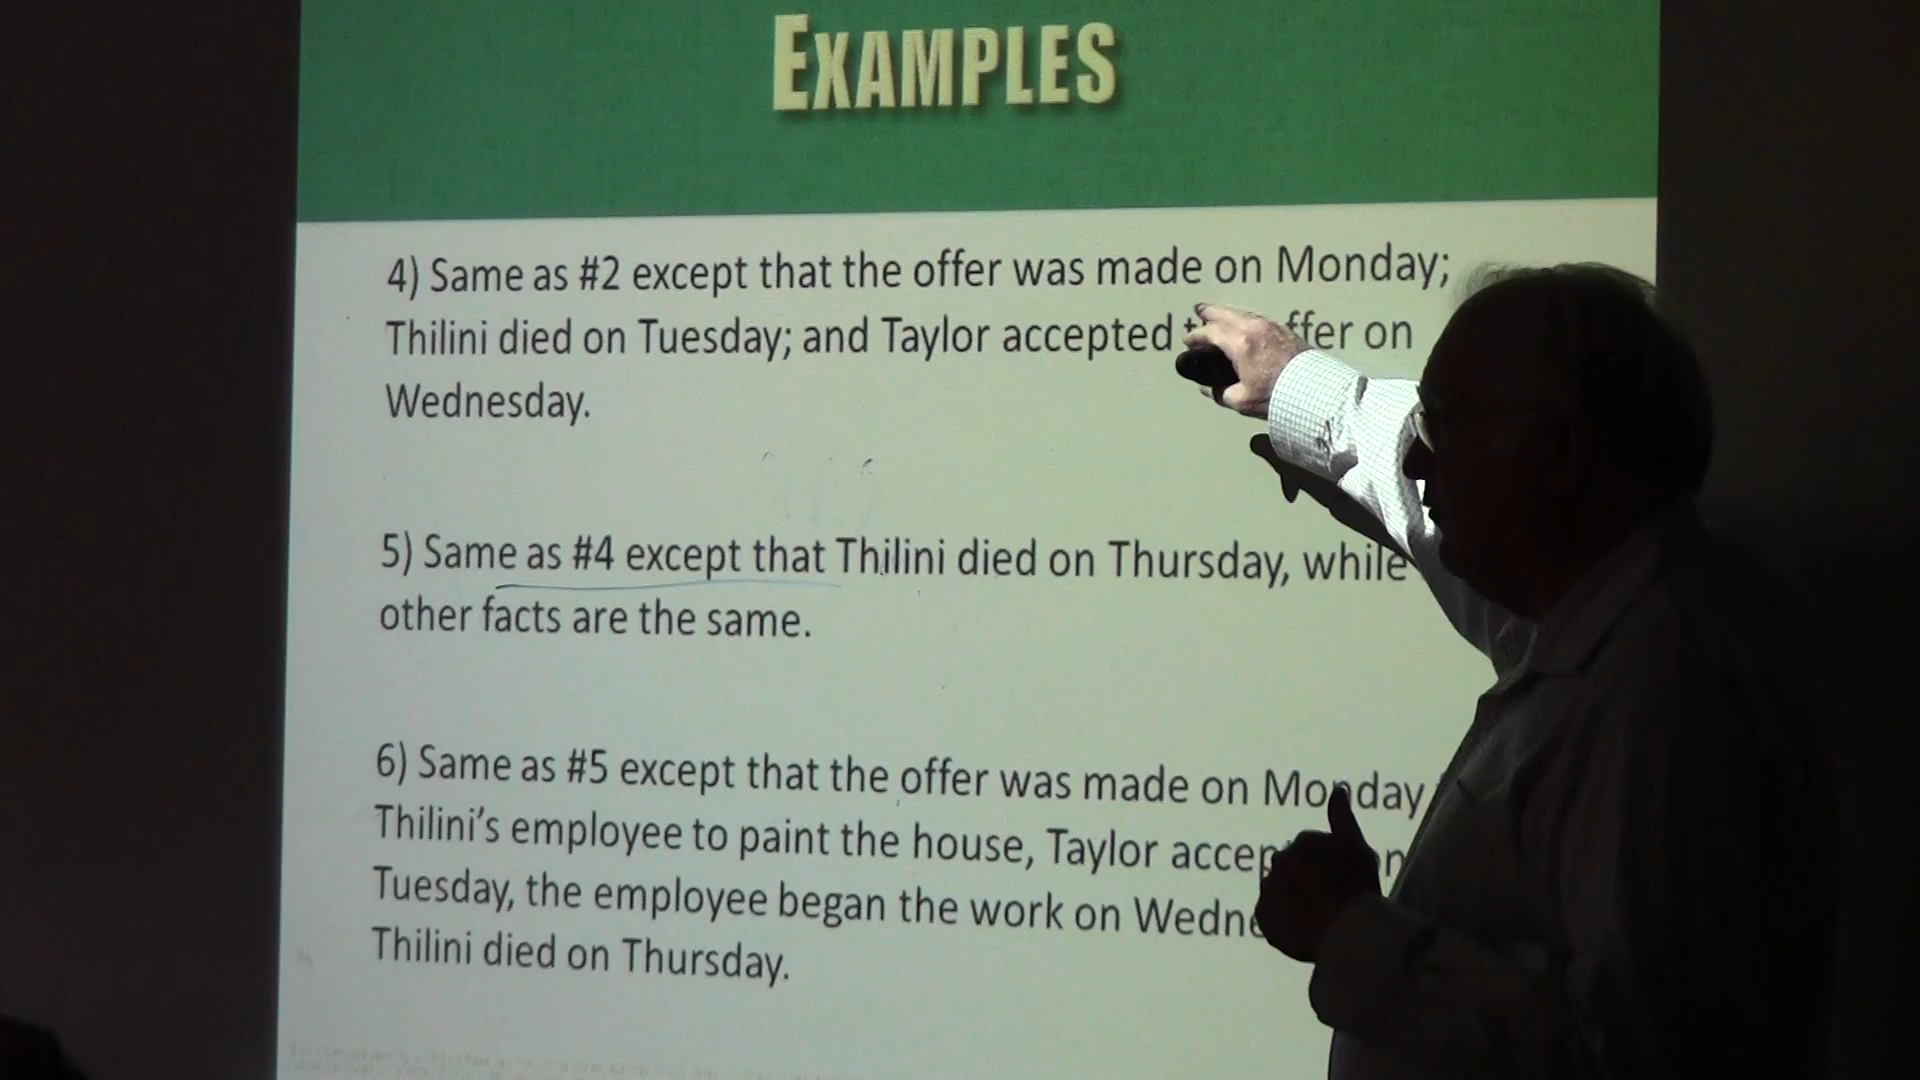 EXAMPLES
4) Same as #2 except that the offer was made on Monday;
Thilini died on Tuesday; and Taylor accepted offer on
Wednesday.
5) Same as #4 except that Thilini died on Thursday, while
other facts are the same.
6) Same as #5 except that the offer was made on Monday
Thilini's employee to paint the house, Taylor
Tuesday, the employee began the work on
Thilini died on Thursday.